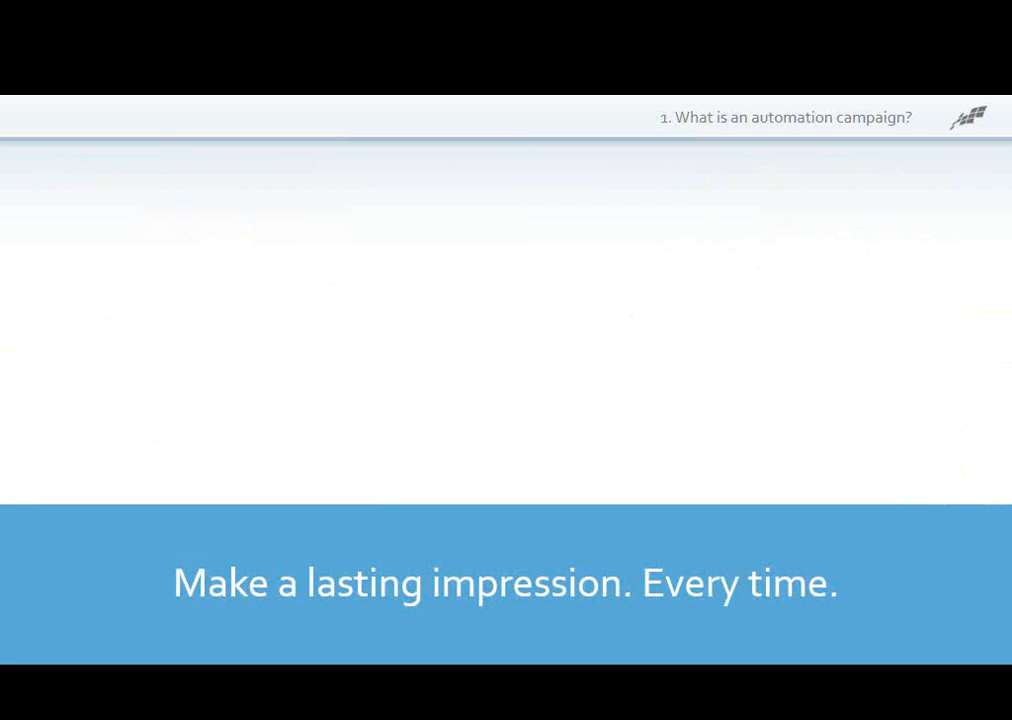 1. What is an automation campaign?
Make a lasting impression. Every time.